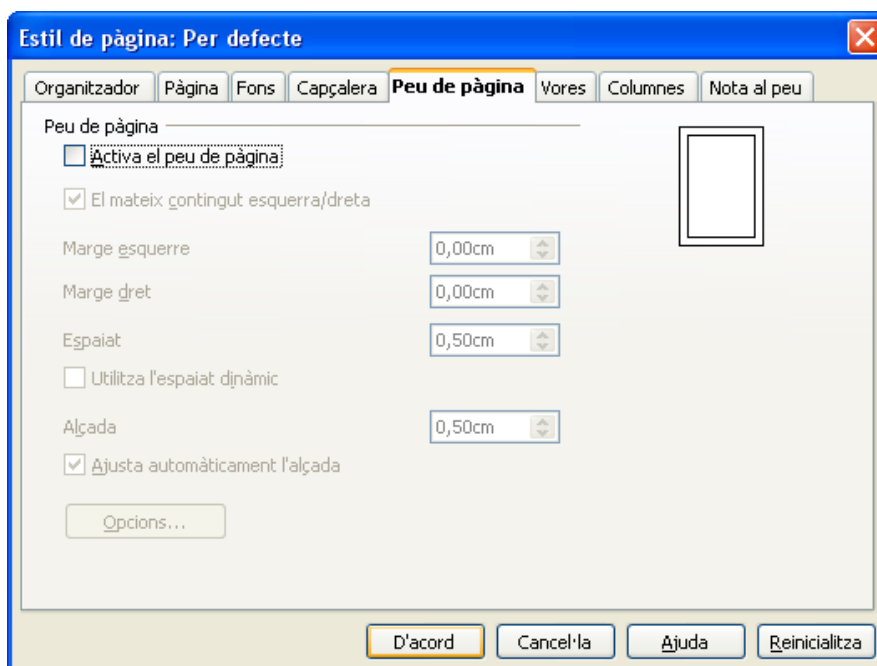 Estil de pàgina: Per defecte
Organitzador Pàgina Fons Capçalera Peu de pàgina Vores Columnes Nota al peu
Peu de pàgina
Activa el peu de pàgina
El mateix contingut esquerra/dreta
Marge esquerre 0,00cm
Marge dret 0,00cm
Espaiat 0,50cm
Utilitza l'espaiat dinàmic
Alçada 0,50cm
Ajusta automàticament l'alçada
Opcions...
D'acord Cancel·la Ajuda Reinicialitza